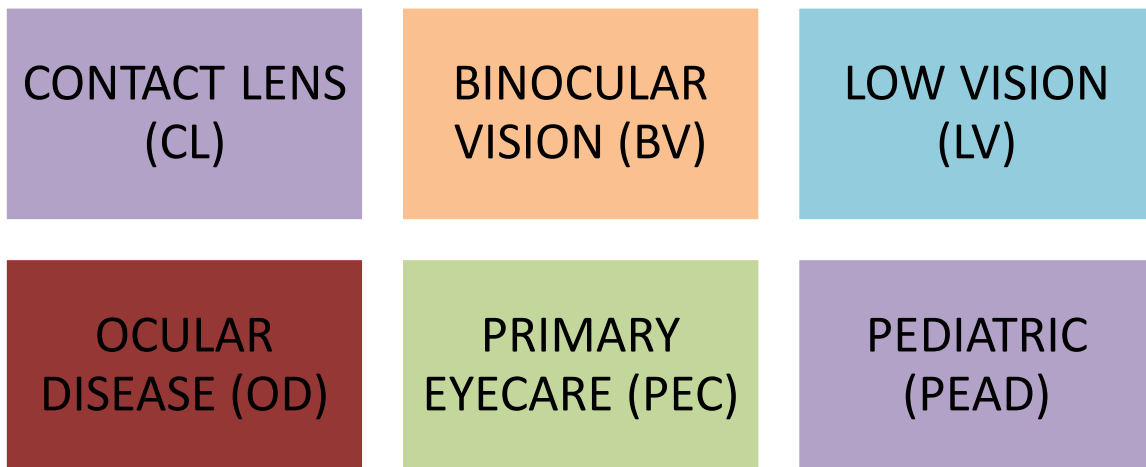 CONTACT LENS
(CL)
BINOCULAR
VISION (BV)
LOW VISION
(LV)
OCULAR
DISEASE (OD)
PRIMARY
EYECARE (PEC)
PEDIATRIC
(PEAD)